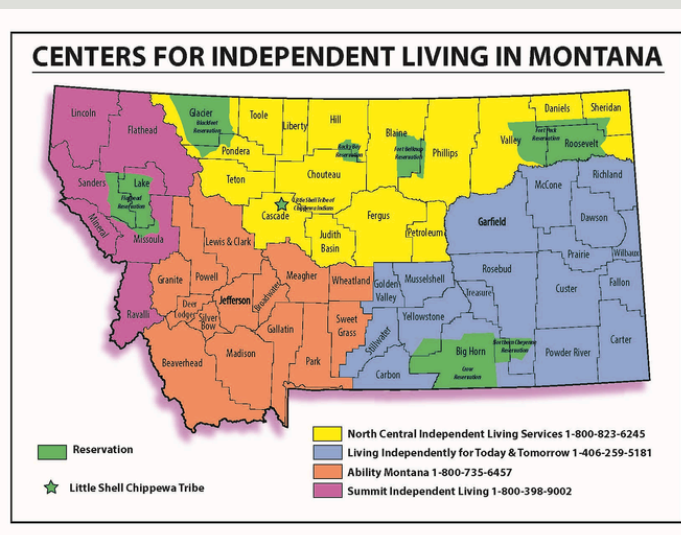 CENTERS FOR INDEPENDENT LIVING IN MONTANA
Lincoln
Flathead
Glacier
Blackfeet
Reservation
Toole
Liberty
Hill
Blaine
Phillips
Valley
Daniels
Sheridan
Fort Peck
Reservation
Roosevelt
Pondera
Rocky Boy
Reservation
Fort Belknap
Reservation
Sanders
Lake
Flathead
Reservation
Teton
Chouteau
McCone
Richland
Mineral
Missoula
Cascade
Little Shell Tribe of
Chippewa Indians
Fergus
Petroleum
Garfield
Dawson
Lewis & Clark
Judith
Basin
Prairie
Wibaux
Granite
Powell
Meagher
Wheatland
Golden
Valley
Musselshell
Rosebud
Custer
Fallon
Treasure
Ravalli
Deer
Lodge
Silver
Bow
Jefferson
Broadwater
Gallatin
Sweet
Grass
Stillwater
Yellowstone
Northern Cheyenne
Reservation
Beaverhead
Madison
Park
Carbon
Big Horn
Crow
Reservation
Powder River
Carter
Reservation
Little Shell Chippewa Tribe
North Central Independent Living Services 1-800-823-6245
Living Independently for Today & Tomorrow 1-406-259-5181
Ability Montana 1-800-735-6457
Summit Independent Living 1-800-398-9002